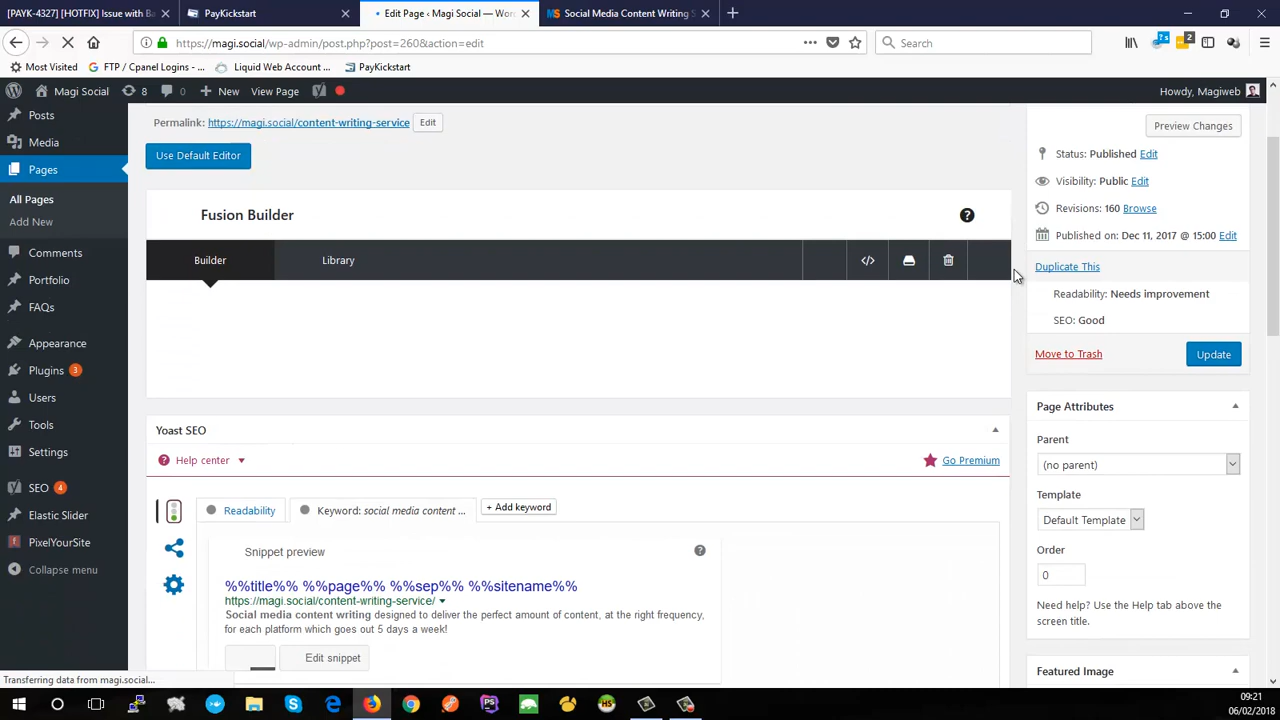 [PAYK-4327] [HOTFIX] Issue with Ba
PayKickstart
Edit Page ‹ Magi Social — Wor
Social Media Content Writing S
https://magi.social/wp-admin/post.php?post=260&action=edit
Search
Most Visited
FTP / Cpanel Logins - ...
Liquid Web Account ...
PayKickstart
Magi Social
8
0
New
View Page
Howdy, Magiweb
Posts
Media
Pages
All Pages
Add New
Comments
Portfolio
FAQs
Appearance
Plugins 3
Users
Tools
Settings
SEO 4
Elastic Slider
PixelYourSite
Collapse menu
Permalink: https://magi.social/content-writing-service
Edit
Use Default Editor
Fusion Builder
Builder
Library
Yoast SEO
Help center
Go Premium
Readability
Keyword: social media content ...
+ Add keyword
Snippet preview
%%title%% %%page%% %%sep%% %%sitename%%
https://magi.social/content-writing-service/
Social media content writing designed to deliver the perfect amount of content, at the right frequency,
for each platform which goes out 5 days a week!
Edit snippet
Preview Changes
Status: Published Edit
Visibility: Public Edit
Revisions: 160 Browse
Published on: Dec 11, 2017 @ 15:00 Edit
Duplicate This
Readability: Needs improvement
SEO: Good
Move to Trash
Update
Page Attributes
Parent
(no parent)
Template
Default Template
Order
0
Need help? Use the Help tab above the
screen title.
Featured Image
Transferring data from magi.social...
09:21
06/02/2018